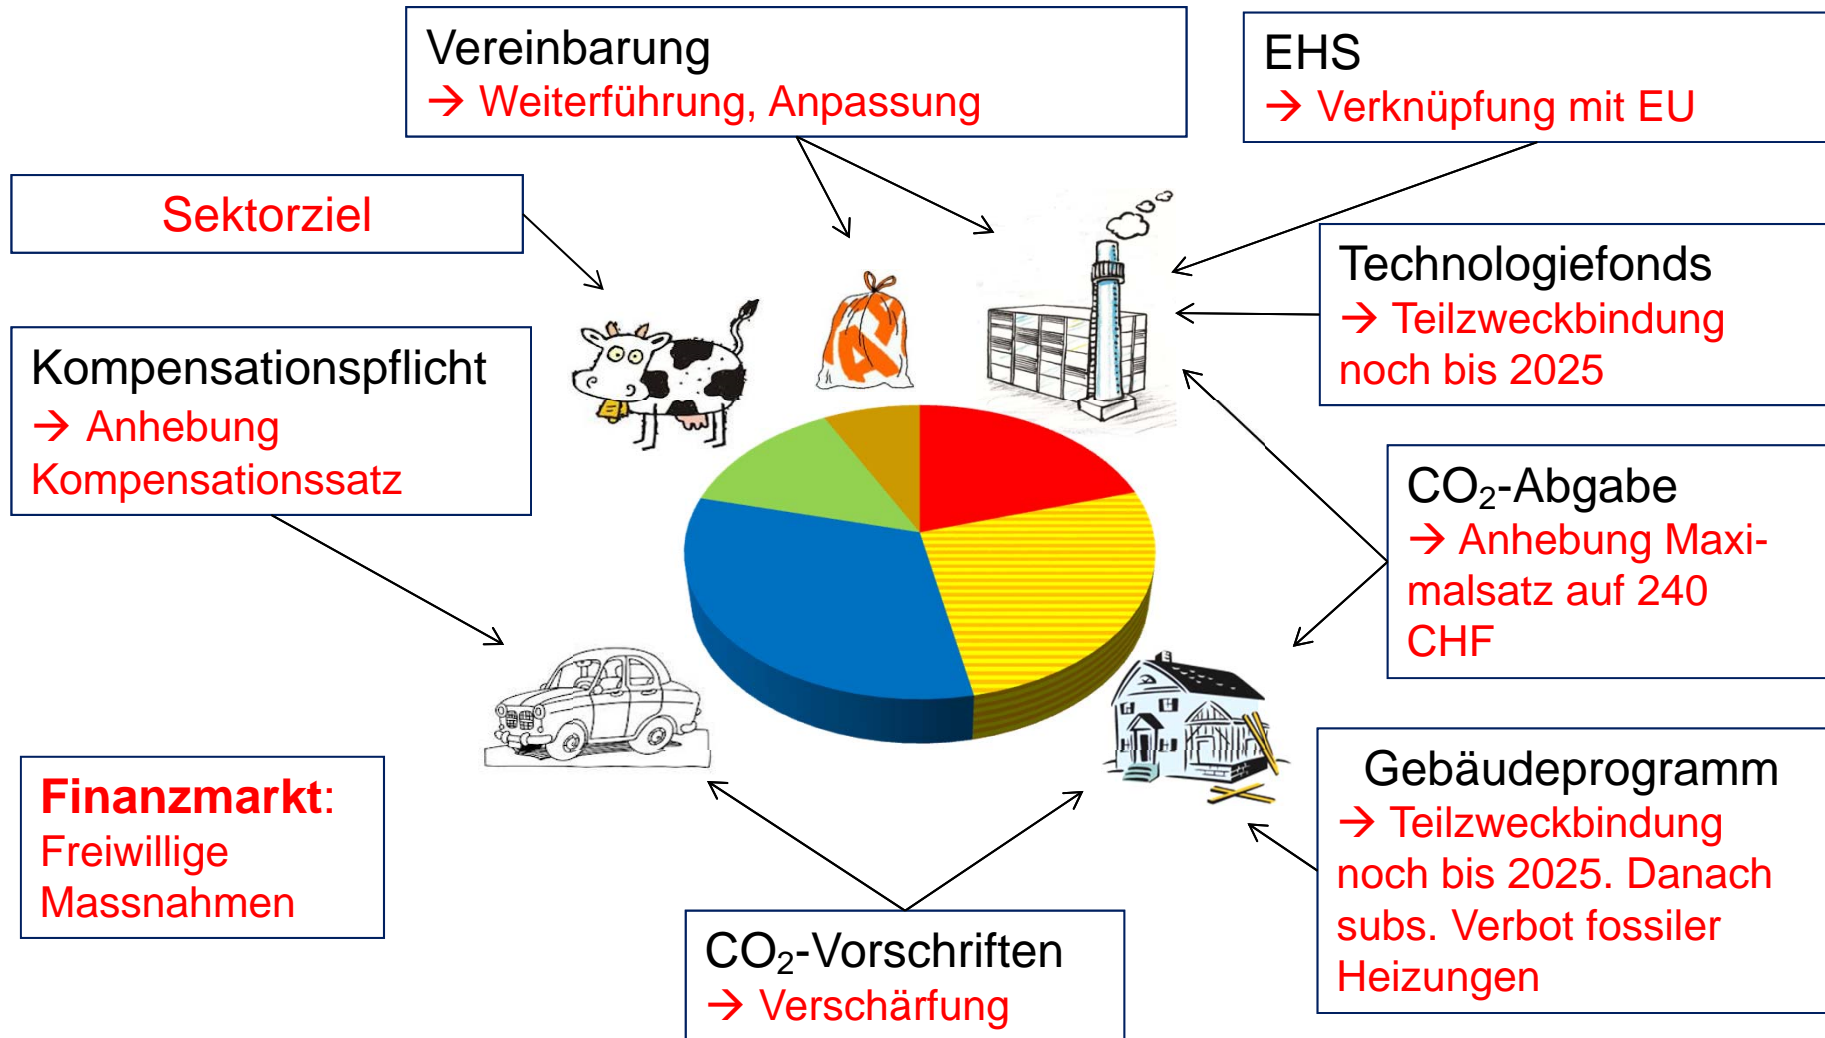 Vereinbarung
→ Weiterführung, Anpassung
EHS
→ Verknüpfung mit EU
Sektorziel
Technologiefonds
→ Teilzweckbindung
noch bis 2025
Kompensationspflicht
→ Anhebung
Kompensationssatz
CO₂-Abgabe
→ Anhebung Maxi-
malsatz auf 240
CHF
Finanzmarkt:
Freiwillige
Massnahmen
Gebäudeprogramm
→ Teilzweckbindung
noch bis 2025. Danach
subs. Verbot fossiler
Heizungen
CO₂-Vorschriften
→ Verschärfung